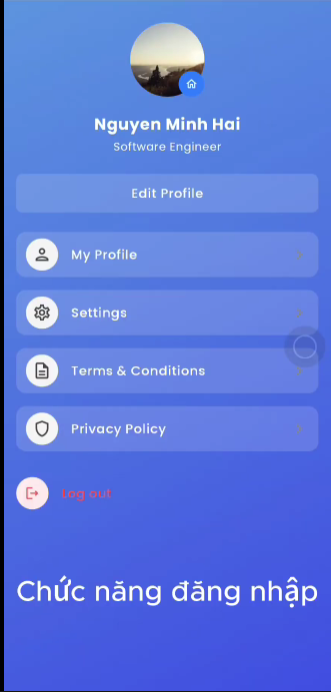 Nguyen Minh Hai
Software Engineer
Edit Profile
My Profile
Settings
Terms & Conditions
Privacy Policy
Log out
Chức năng đăng nhập